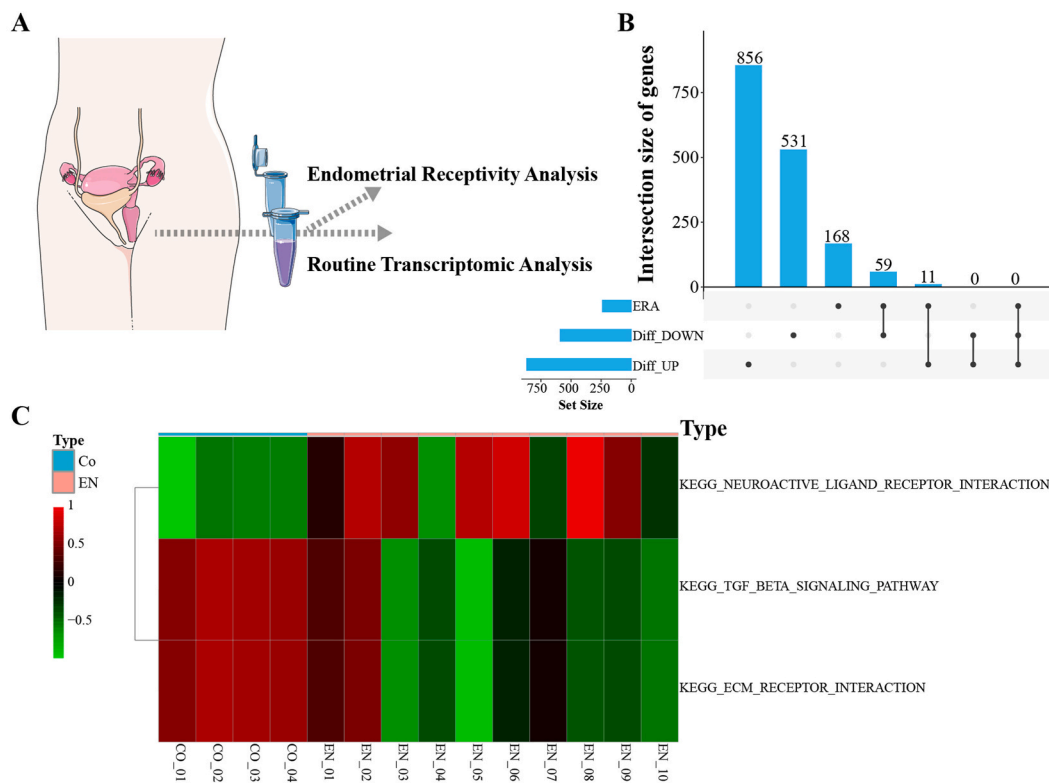 A
Endometrial Receptivity Analysis
Routine Transcriptomic Analysis
B
Intersection size of genes
750
500
250
0
856
531
168
59
11
0
0
ERA
Diff_DOWN
Diff_UP
750
500
250
0
Set Size
C
Type
Co
EN
1
0.5
0
−0.5
Type
KEGG_NEUROACTIVE_LIGAND_RECEPTOR_INTERACTION
KEGG_TGF_BETA_SIGNALING_PATHWAY
KEGG_ECM_RECEPTOR_INTERACTION
CO_01
CO_02
CO_03
CO_04
EN_01
EN_02
EN_03
EN_04
EN_05
EN_06
EN_07
EN_08
EN_09
EN_10